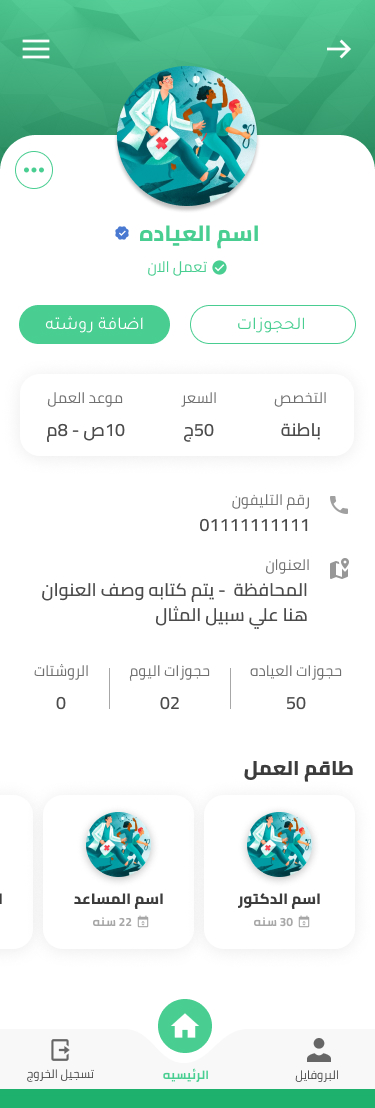 اسم العياده
تعمل الان
الحجوزات
اضافة روشته
التخصص
السعر
موعد العمل
باطنة
50ج
10ص - 8م
رقم التليفون
01111111111
العنوان
المحافظة - يتم كتابه وصف العنوان
هنا علي سبيل المثال
حجوزات العياده
حجوزات اليوم
الروشتات
50
02
0
طاقم العمل
اسم الدكتور
30 سنه
اسم المساعد
22 سنه
البروفايل
الرئيسيه
تسجيل الخروج